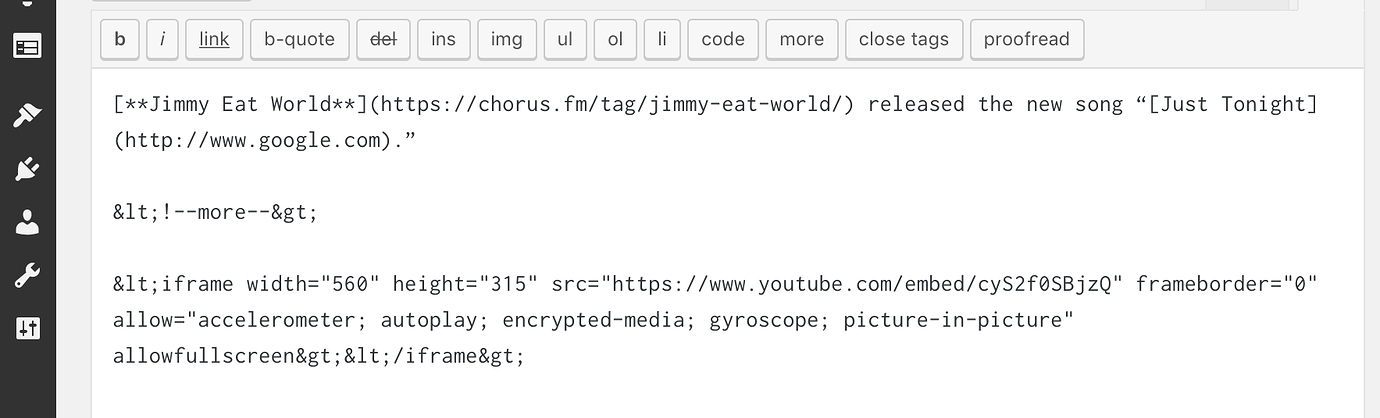 b i link b-quote del ins img ul ol li code more close tags proofread
[**Jimmy Eat World**](https://chorus.fm/tag/jimmy-eat-world/) released the new song “[Just Tonight]
(http://www.google.com).”
&lt;!--more--&gt;
&lt;iframe width="560" height="315" src="https://www.youtube.com/embed/cyS2f0SBjzQ" frameborder="0"
allow="accelerometer; autoplay; encrypted-media; gyroscope; picture-in-picture"
allowfullscreen&gt;&lt;/iframe&gt;